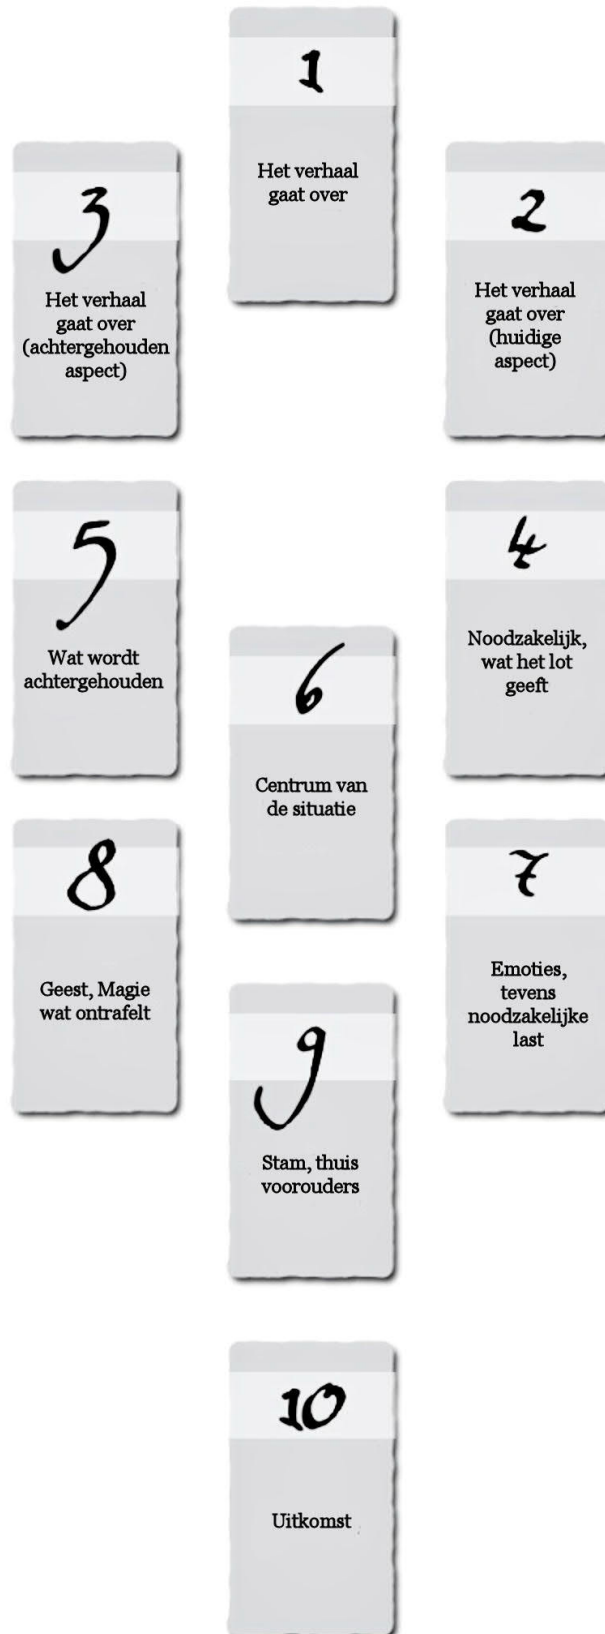 1
Het verhaal
gaat over
2
Het verhaal
gaat over
(huidige
aspect)
3
Het verhaal
gaat over
(achtergehouden
aspect)
4
Noodzakelijk,
wat het lot
geeft
5
Wat wordt
achtergehouden
6
Centrum van
de situatie
7
Emoties,
tevens
noodzakelijke
last
8
Geest, Magie
wat ontrafelt
9
Stam, thuis
voorouders
10
Uitkomst